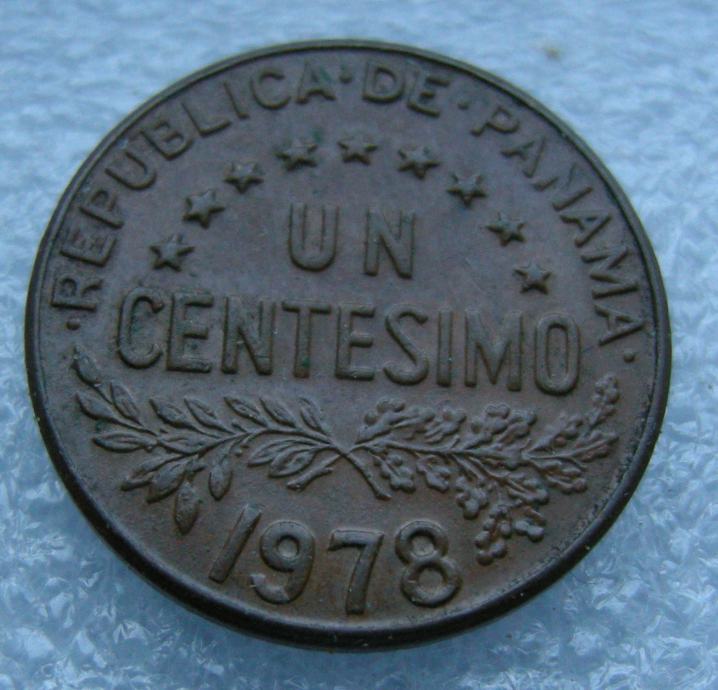 ·REPUBLICA·DE·PANAMA·
UN
CENTESIMO
1978